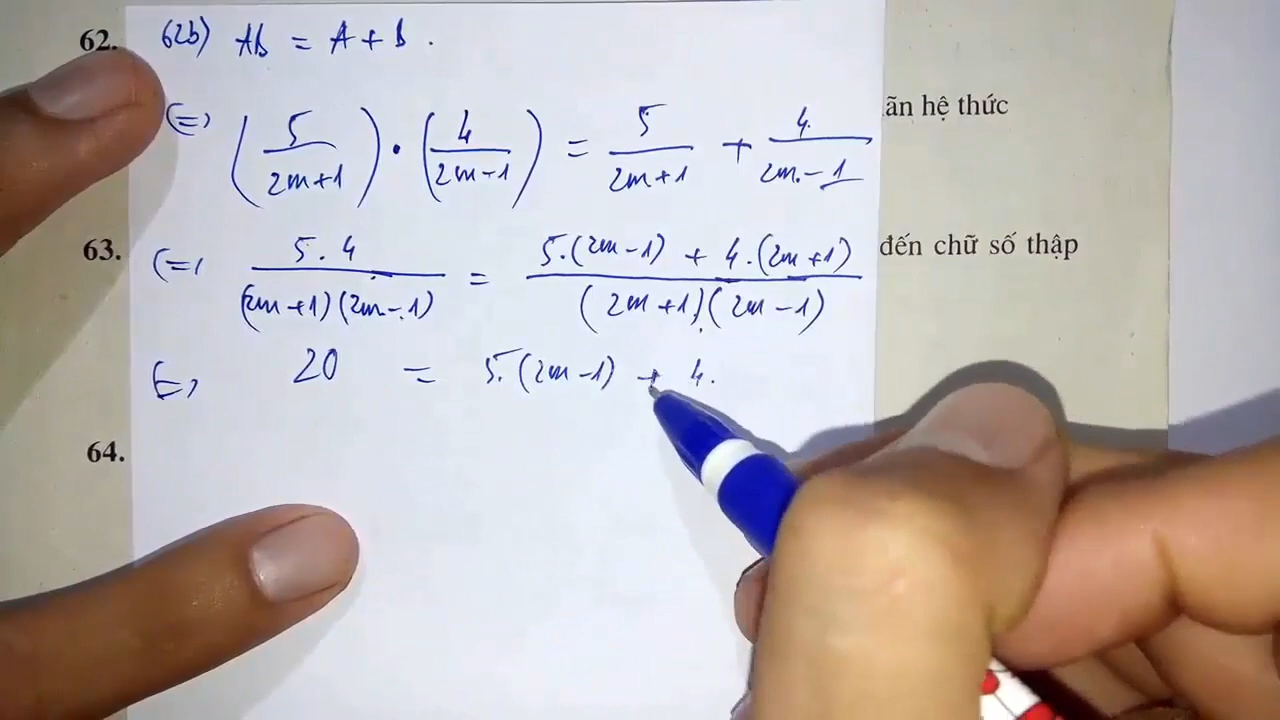 62. 62b) AB = A + B.
ãn hệ thức
(=) (5/(2m+1)) . (4/(2m-1)) = 5/(2m+1) + 4/(2m-1)
63. đến chữ số thập
(=) 5.4/((2m+1)(2m-1)) = (5.(2m-1) + 4.(2m+1))/((2m+1)(2m-1))
(=) 20 = 5.(2m-1) + 4.
64.